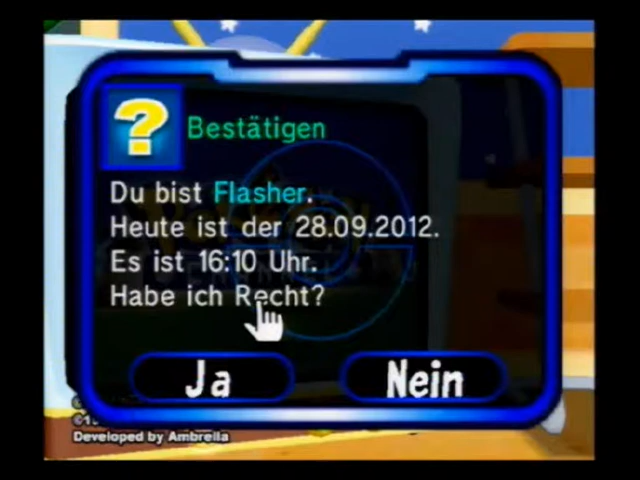 ?
Bestätigen
Du bist Flasher.
Heute ist der 28.09.2012.
Es ist 16:10 Uhr.
Habe ich Recht?
Ja
Nein
Developed by Ambrella